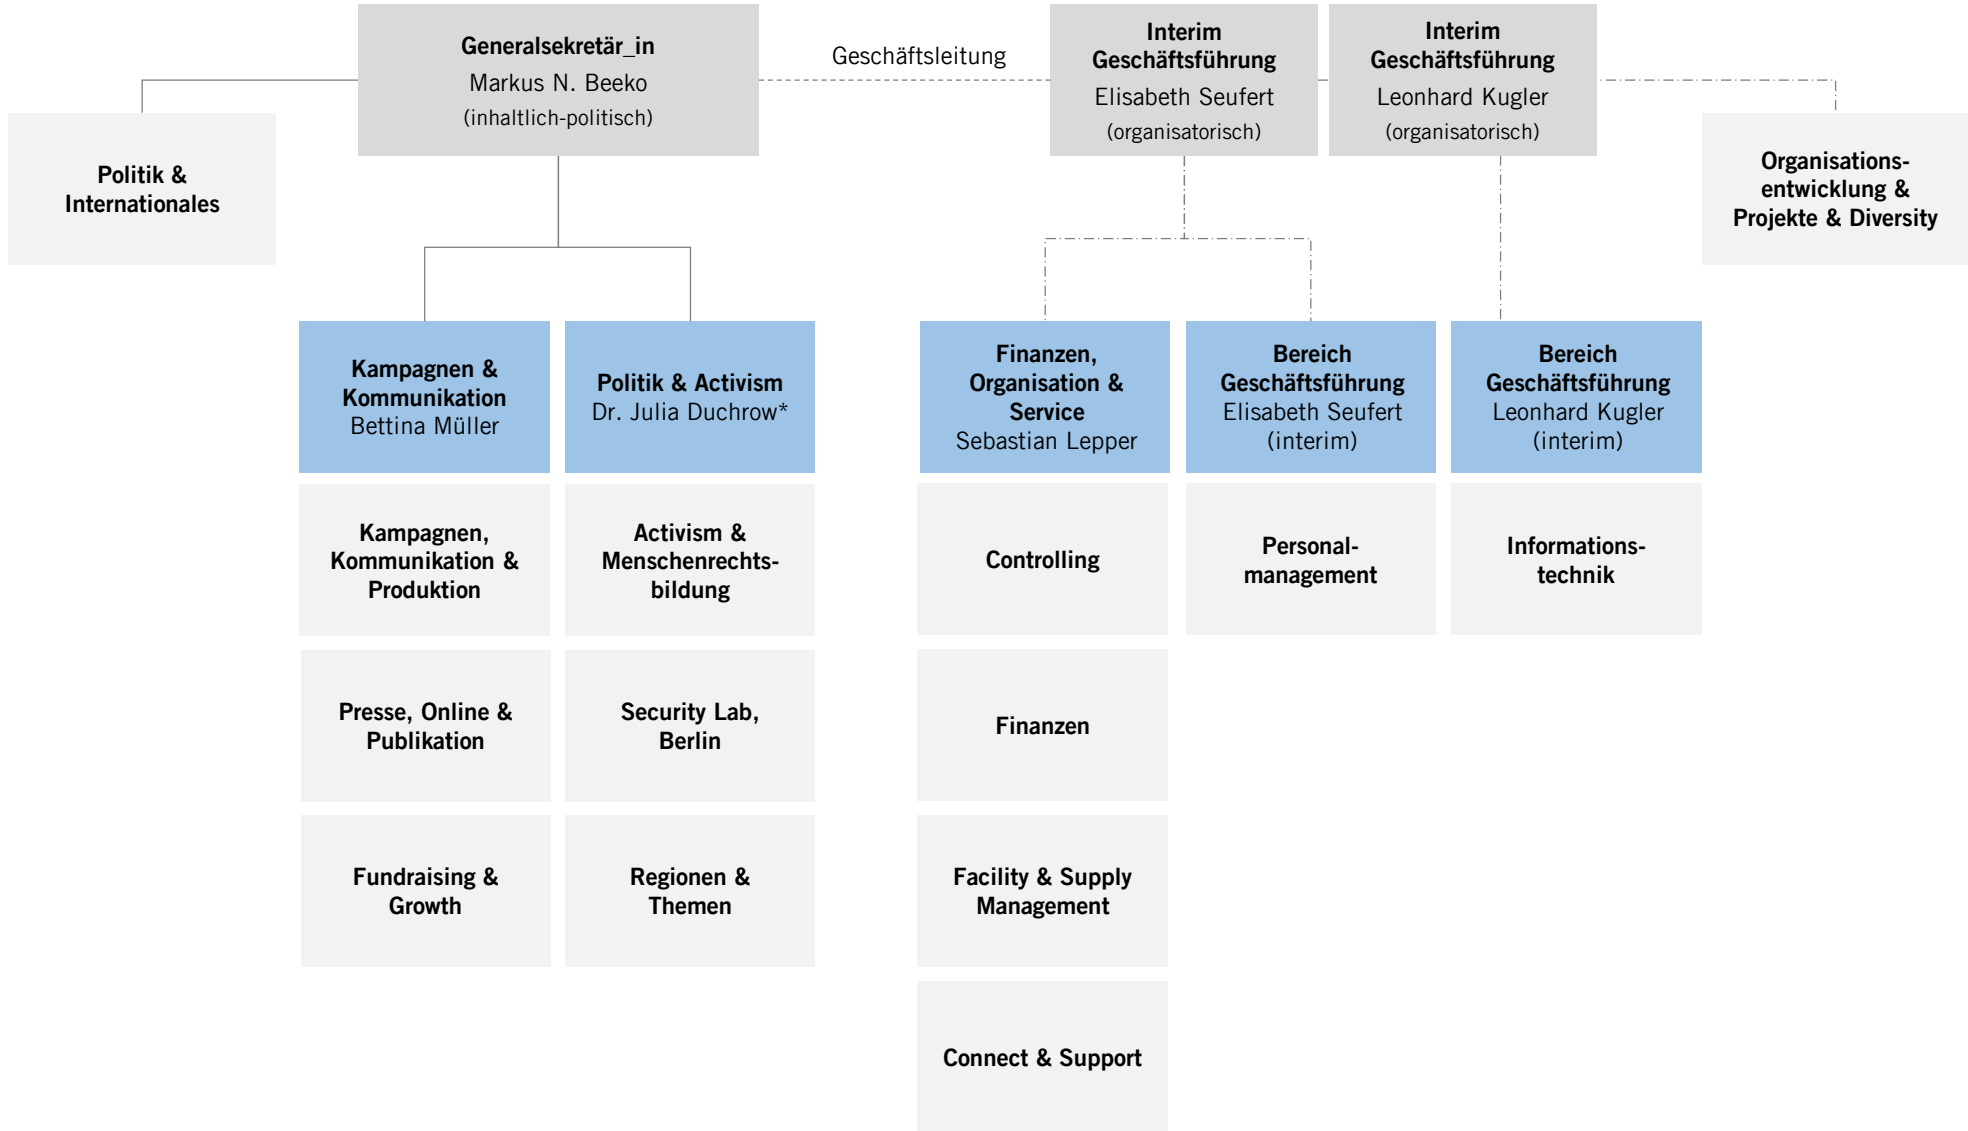 Generalsekretär_in
Markus N. Beeko
(inhaltlich-politisch)
Geschäftsleitung
Interim
Geschäftsführung
Elisabeth Seufert
(organisatorisch)
Interim
Geschäftsführung
Leonhard Kugler
(organisatorisch)
Politik &
Internationales
Organisations-
entwicklung &
Projekte & Diversity
Kampagnen &
Kommunikation
Bettina Müller
Politik & Activism
Dr. Julia Duchrow*
Finanzen,
Organisation &
Service
Sebastian Lepper
Bereich
Geschäftsführung
Elisabeth Seufert
(interim)
Bereich
Geschäftsführung
Leonhard Kugler
(interim)
Kampagnen,
Kommunikation &
Produktion
Activism &
Menschenrechts-
bildung
Controlling
Personal-
management
Informations-
technik
Presse, Online &
Publikation
Security Lab,
Berlin
Finanzen
Fundraising &
Growth
Regionen &
Themen
Facility & Supply
Management
Connect & Support